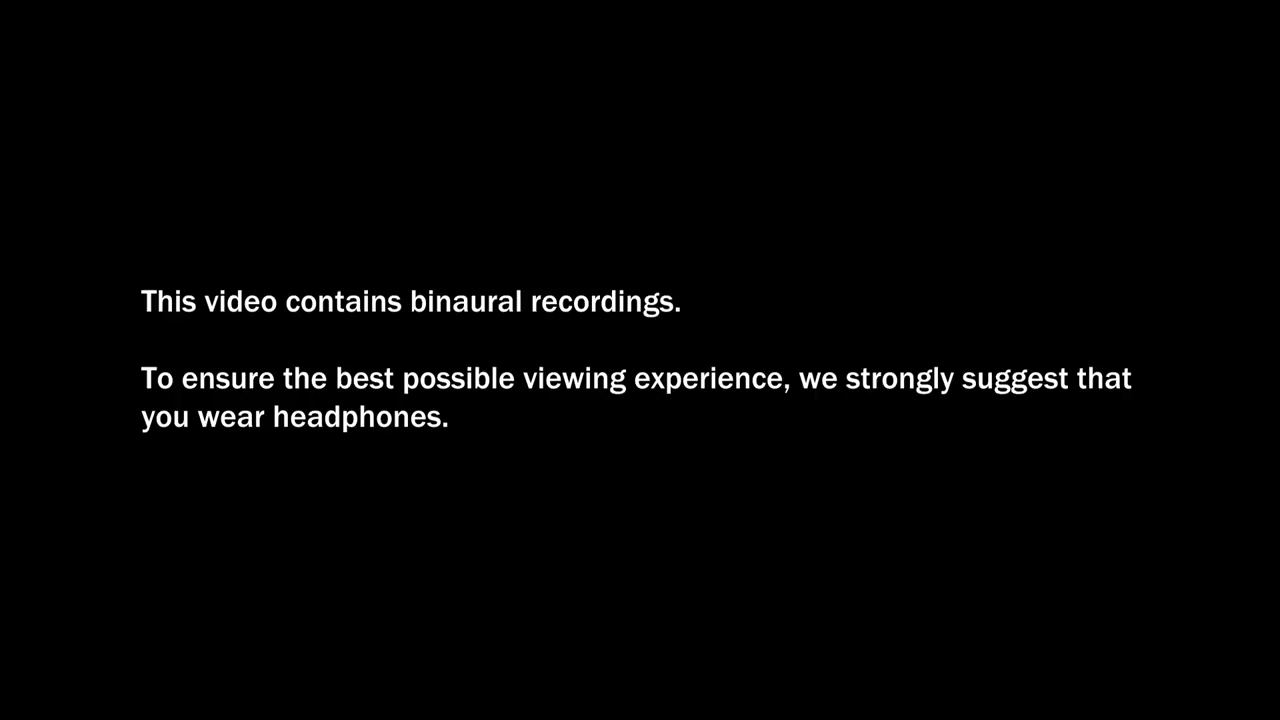 This video contains binaural recordings.
To ensure the best possible viewing experience, we strongly suggest that
you wear headphones.